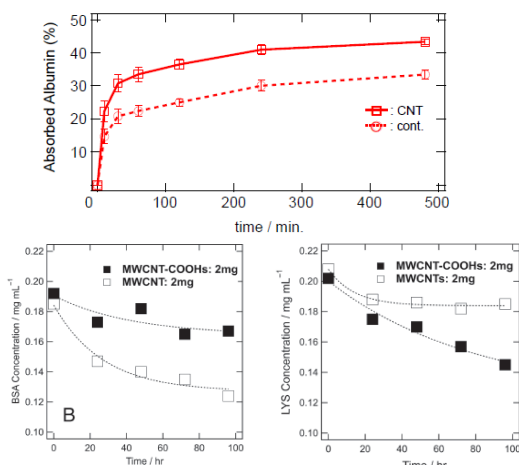 50
40
30
20
10
Absorbed Albumin (%)
: CNT
: cont.
0 100 200 300 400 500
time / min.
0.22
0.20
0.18
0.16
0.14
0.12
0.10
BSA Concentration / mg mL⁻¹
MWCNT-COOHs: 2mg
MWCNT: 2mg
B
0 20 40 60 80 100
Time / hr
0.22
0.20
0.18
0.16
0.14
0.12
0.10
LYS Concentration / mg mL⁻¹
MWCNT-COOHs: 2mg
MWCNTs: 2mg
0 20 40 60 80 100
Time / hr